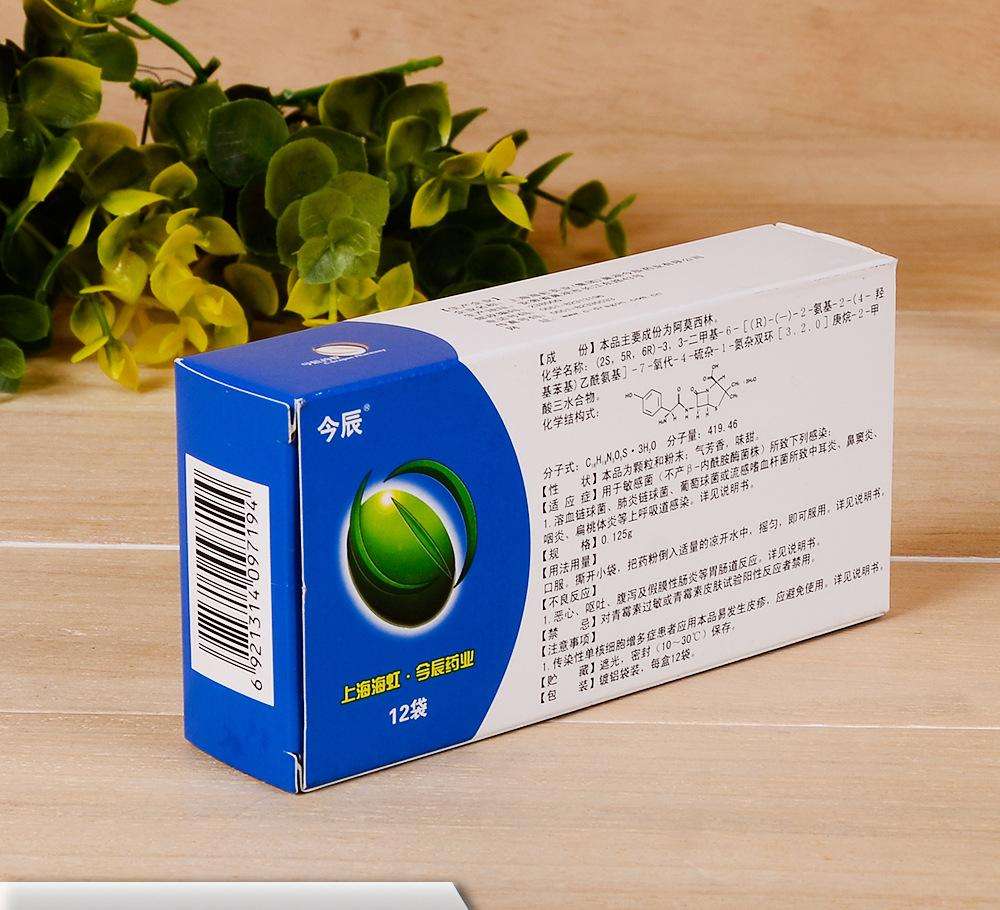 今辰®
上海海虹·今辰药业
12袋
6 921314 097194
【成　份】本品主要成份为阿莫西林。
化学名称：(2S, 5R, 6R)-3, 3-二甲基-6-[(R)-(-)-2-氨基-2-(4-羟
基苯基)乙酰氨基]-7-氧代-4-硫杂-1-氮杂双环[3.2.0]庚烷-2-甲
酸三水合物。
化学结构式：
分子式：C₁₆H₁₉N₃O₅S·3H₂O 分子量：419.46
【性　状】本品为颗粒和粉末；气芳香，味甜。
【适 应 症】用于敏感菌（不产β-内酰胺酶菌株）所致下列感染：
1.溶血链球菌、肺炎链球菌、葡萄球菌或流感嗜血杆菌所致中耳炎、鼻窦炎、
咽炎、扁桃体炎等上呼吸道感染。详见说明书。
【规　格】0.125g
【用法用量】
口服。撕开小袋，把药粉倒入适量的凉开水中，摇匀，即可服用。详见说明书。
【不良反应】
1.恶心、呕吐、腹泻及假膜性肠炎等胃肠道反应。详见说明书。
【禁　忌】对青霉素过敏或青霉素皮肤试验阳性反应者禁用。
【注意事项】
1.传染性单核细胞增多症患者应用本品易发生皮疹，应避免使用。详见说明书。
【贮　藏】遮光，密封（10～30℃）保存。
【包　装】镀铝袋装，每盒12袋。